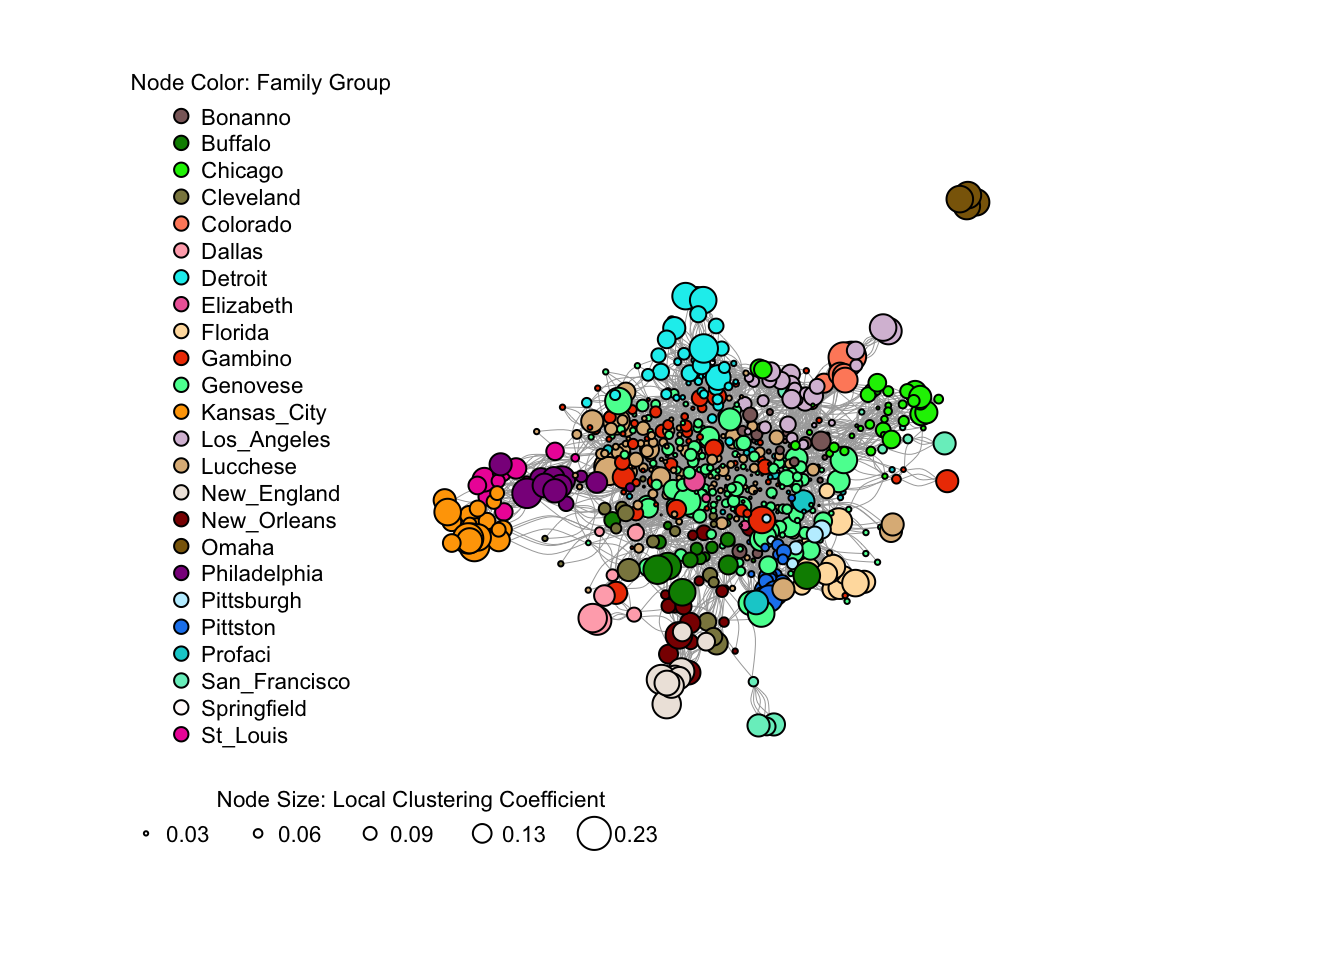 Node Color: Family Group
Bonanno
Buffalo
Chicago
Cleveland
Colorado
Dallas
Detroit
Elizabeth
Florida
Gambino
Genovese
Kansas_City
Los_Angeles
Lucchese
New_England
New_Orleans
Omaha
Philadelphia
Pittsburgh
Pittston
Profaci
San_Francisco
Springfield
St_Louis
Node Size: Local Clustering Coefficient
0.03 0.06 0.09 0.13 0.23